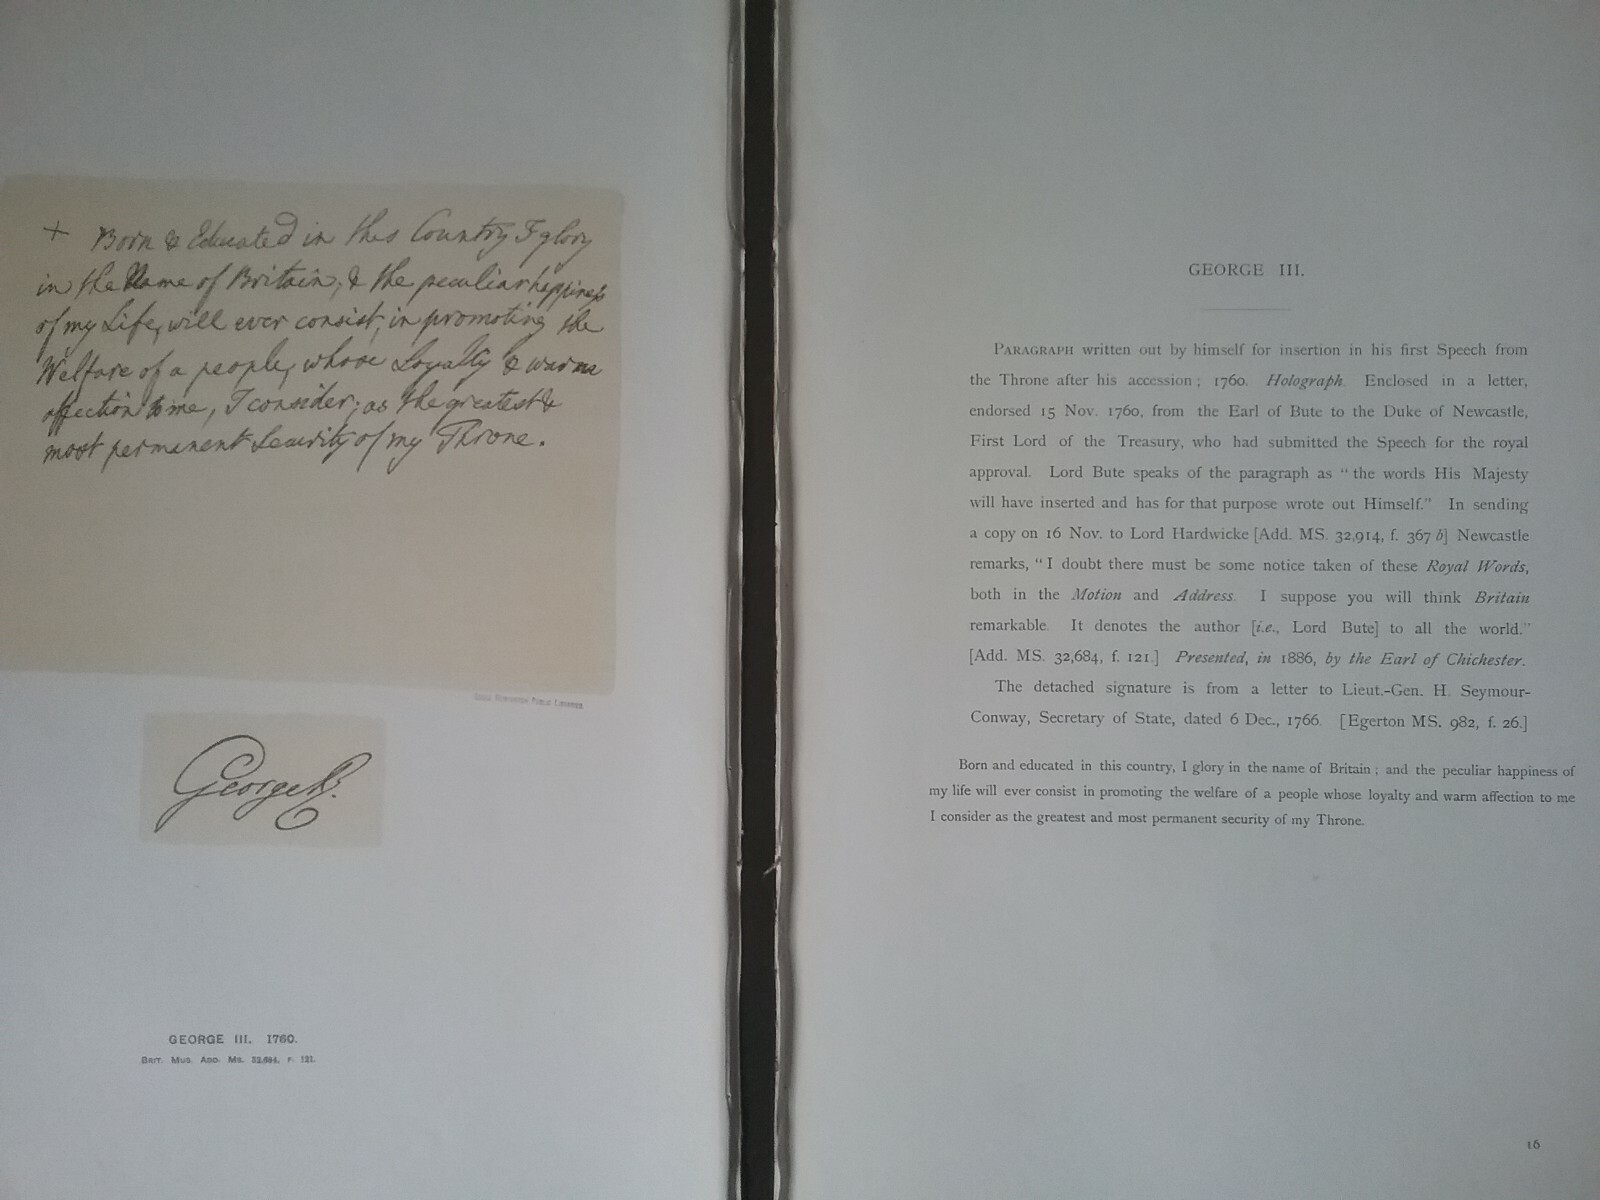 + Born & Educated in this Country I glory
in the Name of Britain; & the peculiar happiness
of my Life, will ever consist, in promoting the
Welfare of a people, whose Loyalty & warm
affection to me, I consider; as the greatest &
most permanent Security of my Throne.
George R.
GEORGE III. 1760.
BRIT. MUS. ADD. MS. 32,684. F. 121.
GEORGE III.
PARAGRAPH written out by himself for insertion in his first Speech from
the Throne after his accession; 1760. Holograph. Enclosed in a letter,
endorsed 15 Nov. 1760, from the Earl of Bute to the Duke of Newcastle,
First Lord of the Treasury, who had submitted the Speech for the royal
approval. Lord Bute speaks of the paragraph as "the words His Majesty
will have inserted and has for that purpose wrote out Himself." In sending
a copy on 16 Nov. to Lord Hardwicke [Add. MS. 32,914, f. 367 b] Newcastle
remarks, "I doubt there must be some notice taken of these Royal Words,
both in the Motion and Address. I suppose you will think Britain
remarkable. It denotes the author [i.e., Lord Bute] to all the world."
[Add. MS. 32,684, f. 121.] Presented, in 1886, by the Earl of Chichester.
The detached signature is from a letter to Lieut.-Gen. H. Seymour-
Conway, Secretary of State, dated 6 Dec., 1766. [Egerton MS. 982, f. 26.]
Born and educated in this country, I glory in the name of Britain; and the peculiar happiness of
my life will ever consist in promoting the welfare of a people whose loyalty and warm affection to me
I consider as the greatest and most permanent security of my Throne.
16